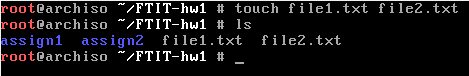 root@archiso ~/FTIT-hw1 # touch file1.txt file2.txt
root@archiso ~/FTIT-hw1 # ls
assign1  assign2  file1.txt  file2.txt
root@archiso ~/FTIT-hw1 # _